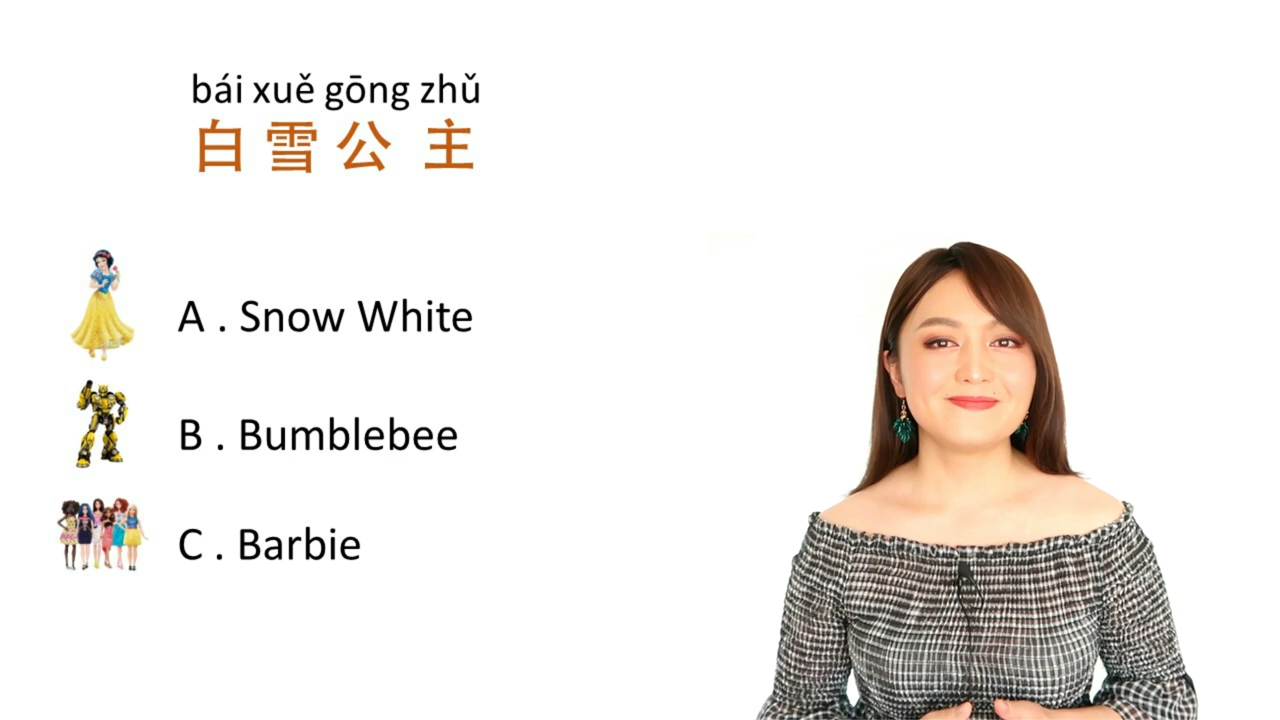 bái xuě gōng zhǔ
白雪公主
A . Snow White
B . Bumblebee
C . Barbie